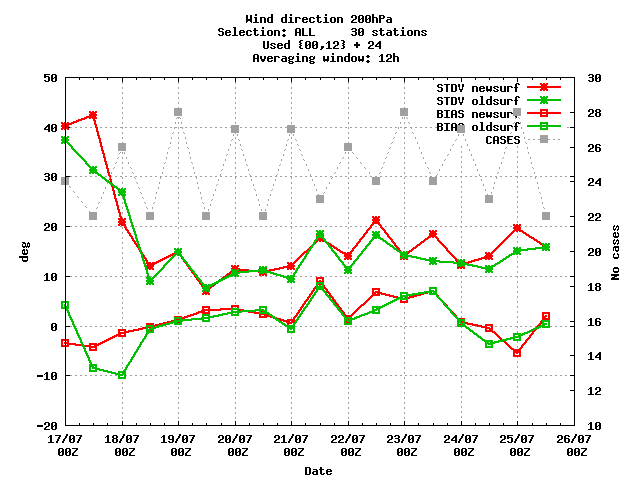 Wind direction 200hPa
Selection: ALL 30 stations
Used {00,12} + 24
Averaging window: 12h
50 30
STDV newsurf
STDV oldsurf
BIAS newsurf
BIAS oldsurf
CASES
40 28
30 26
20 24
10 22
0 20
-10 18
-20 16
14
12
10
deg
No cases
17/07 18/07 19/07 20/07 21/07 22/07 23/07 24/07 25/07 26/07
00Z 00Z 00Z 00Z 00Z 00Z 00Z 00Z 00Z 00Z
Date